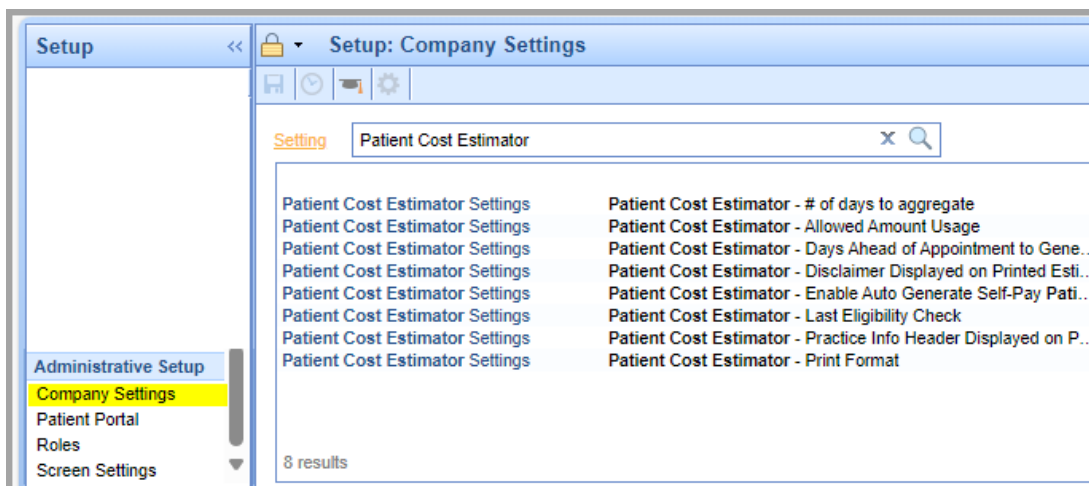 Setup
Setup: Company Settings
Setting
Patient Cost Estimator
Patient Cost Estimator Settings Patient Cost Estimator - # of days to aggregate
Patient Cost Estimator Settings Patient Cost Estimator - Allowed Amount Usage
Patient Cost Estimator Settings Patient Cost Estimator - Days Ahead of Appointment to Gene...
Patient Cost Estimator Settings Patient Cost Estimator - Disclaimer Displayed on Printed Esti...
Patient Cost Estimator Settings Patient Cost Estimator - Enable Auto Generate Self-Pay Pati...
Patient Cost Estimator Settings Patient Cost Estimator - Last Eligibility Check
Patient Cost Estimator Settings Patient Cost Estimator - Practice Info Header Displayed on P...
Patient Cost Estimator Settings Patient Cost Estimator - Print Format
8 results
Administrative Setup
Company Settings
Patient Portal
Roles
Screen Settings